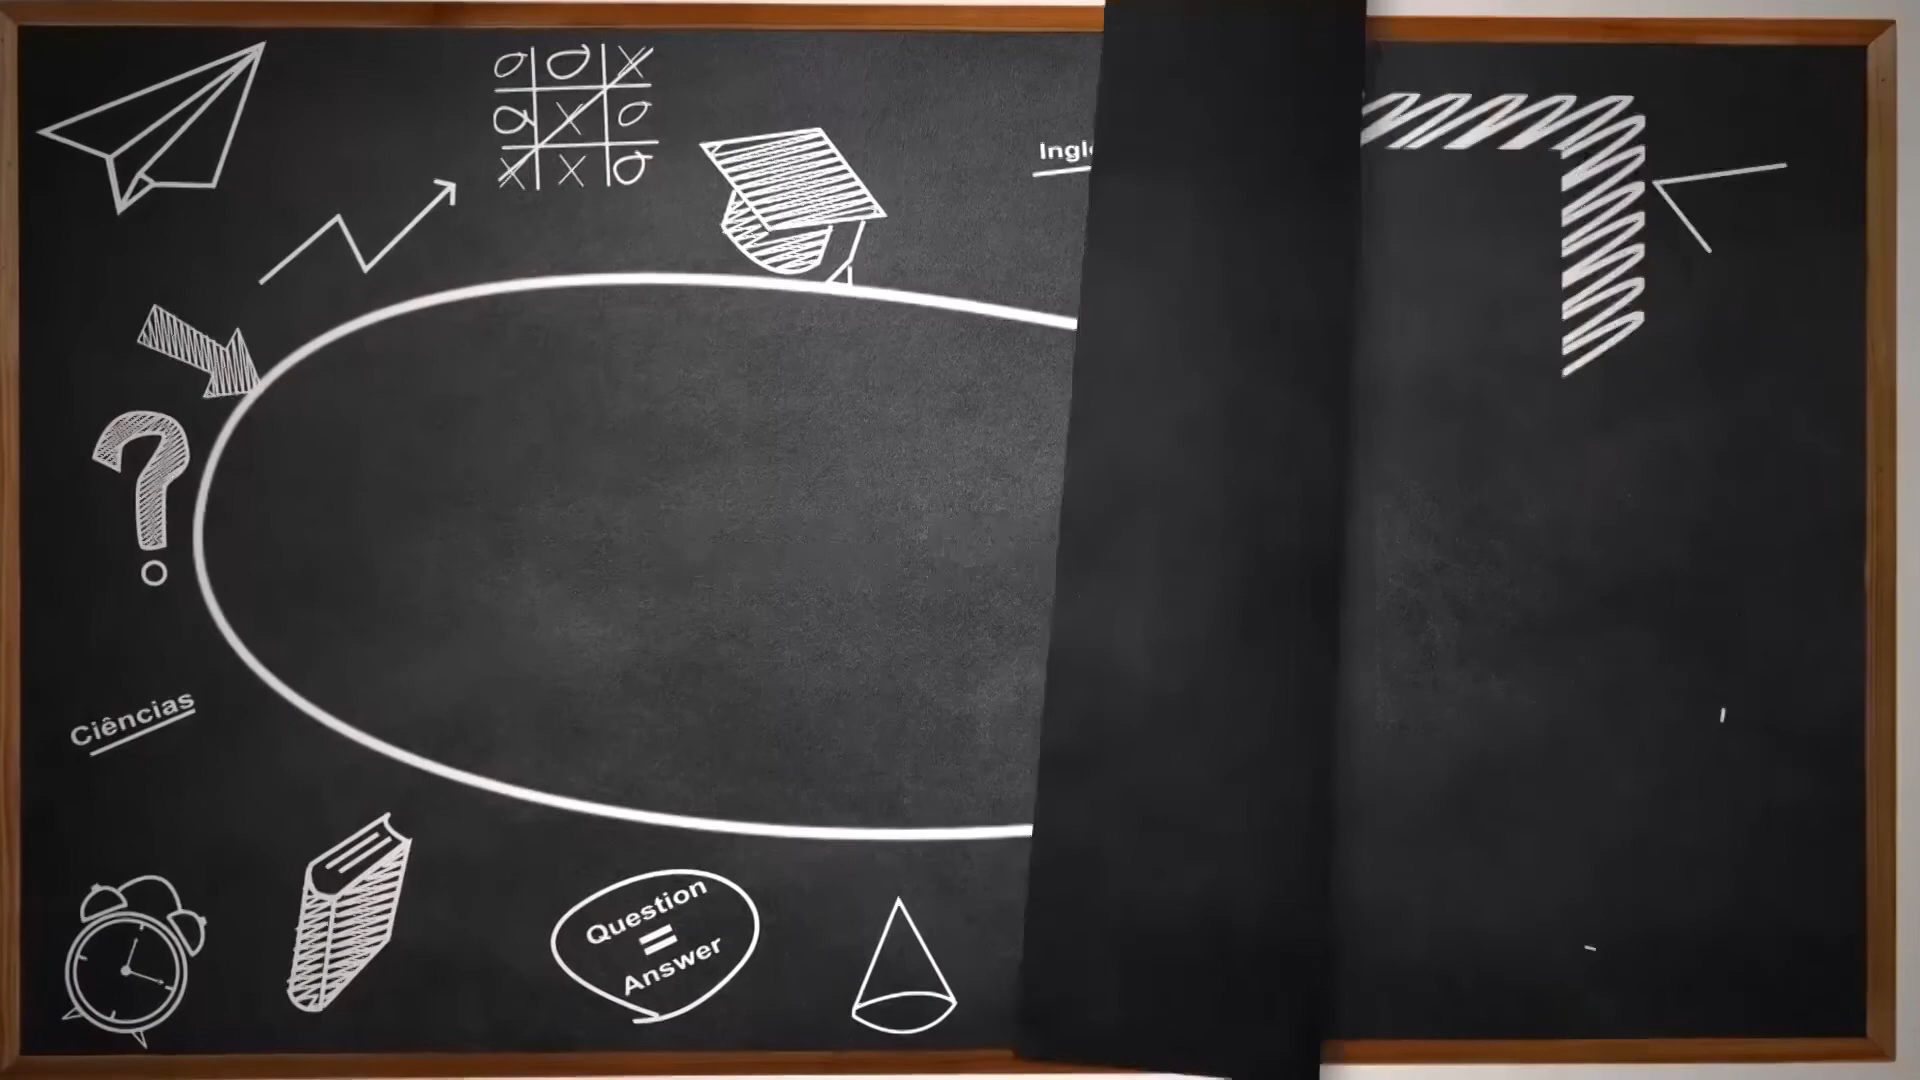 O O X
O X O
X X O
Ciências
Question
=
Answer